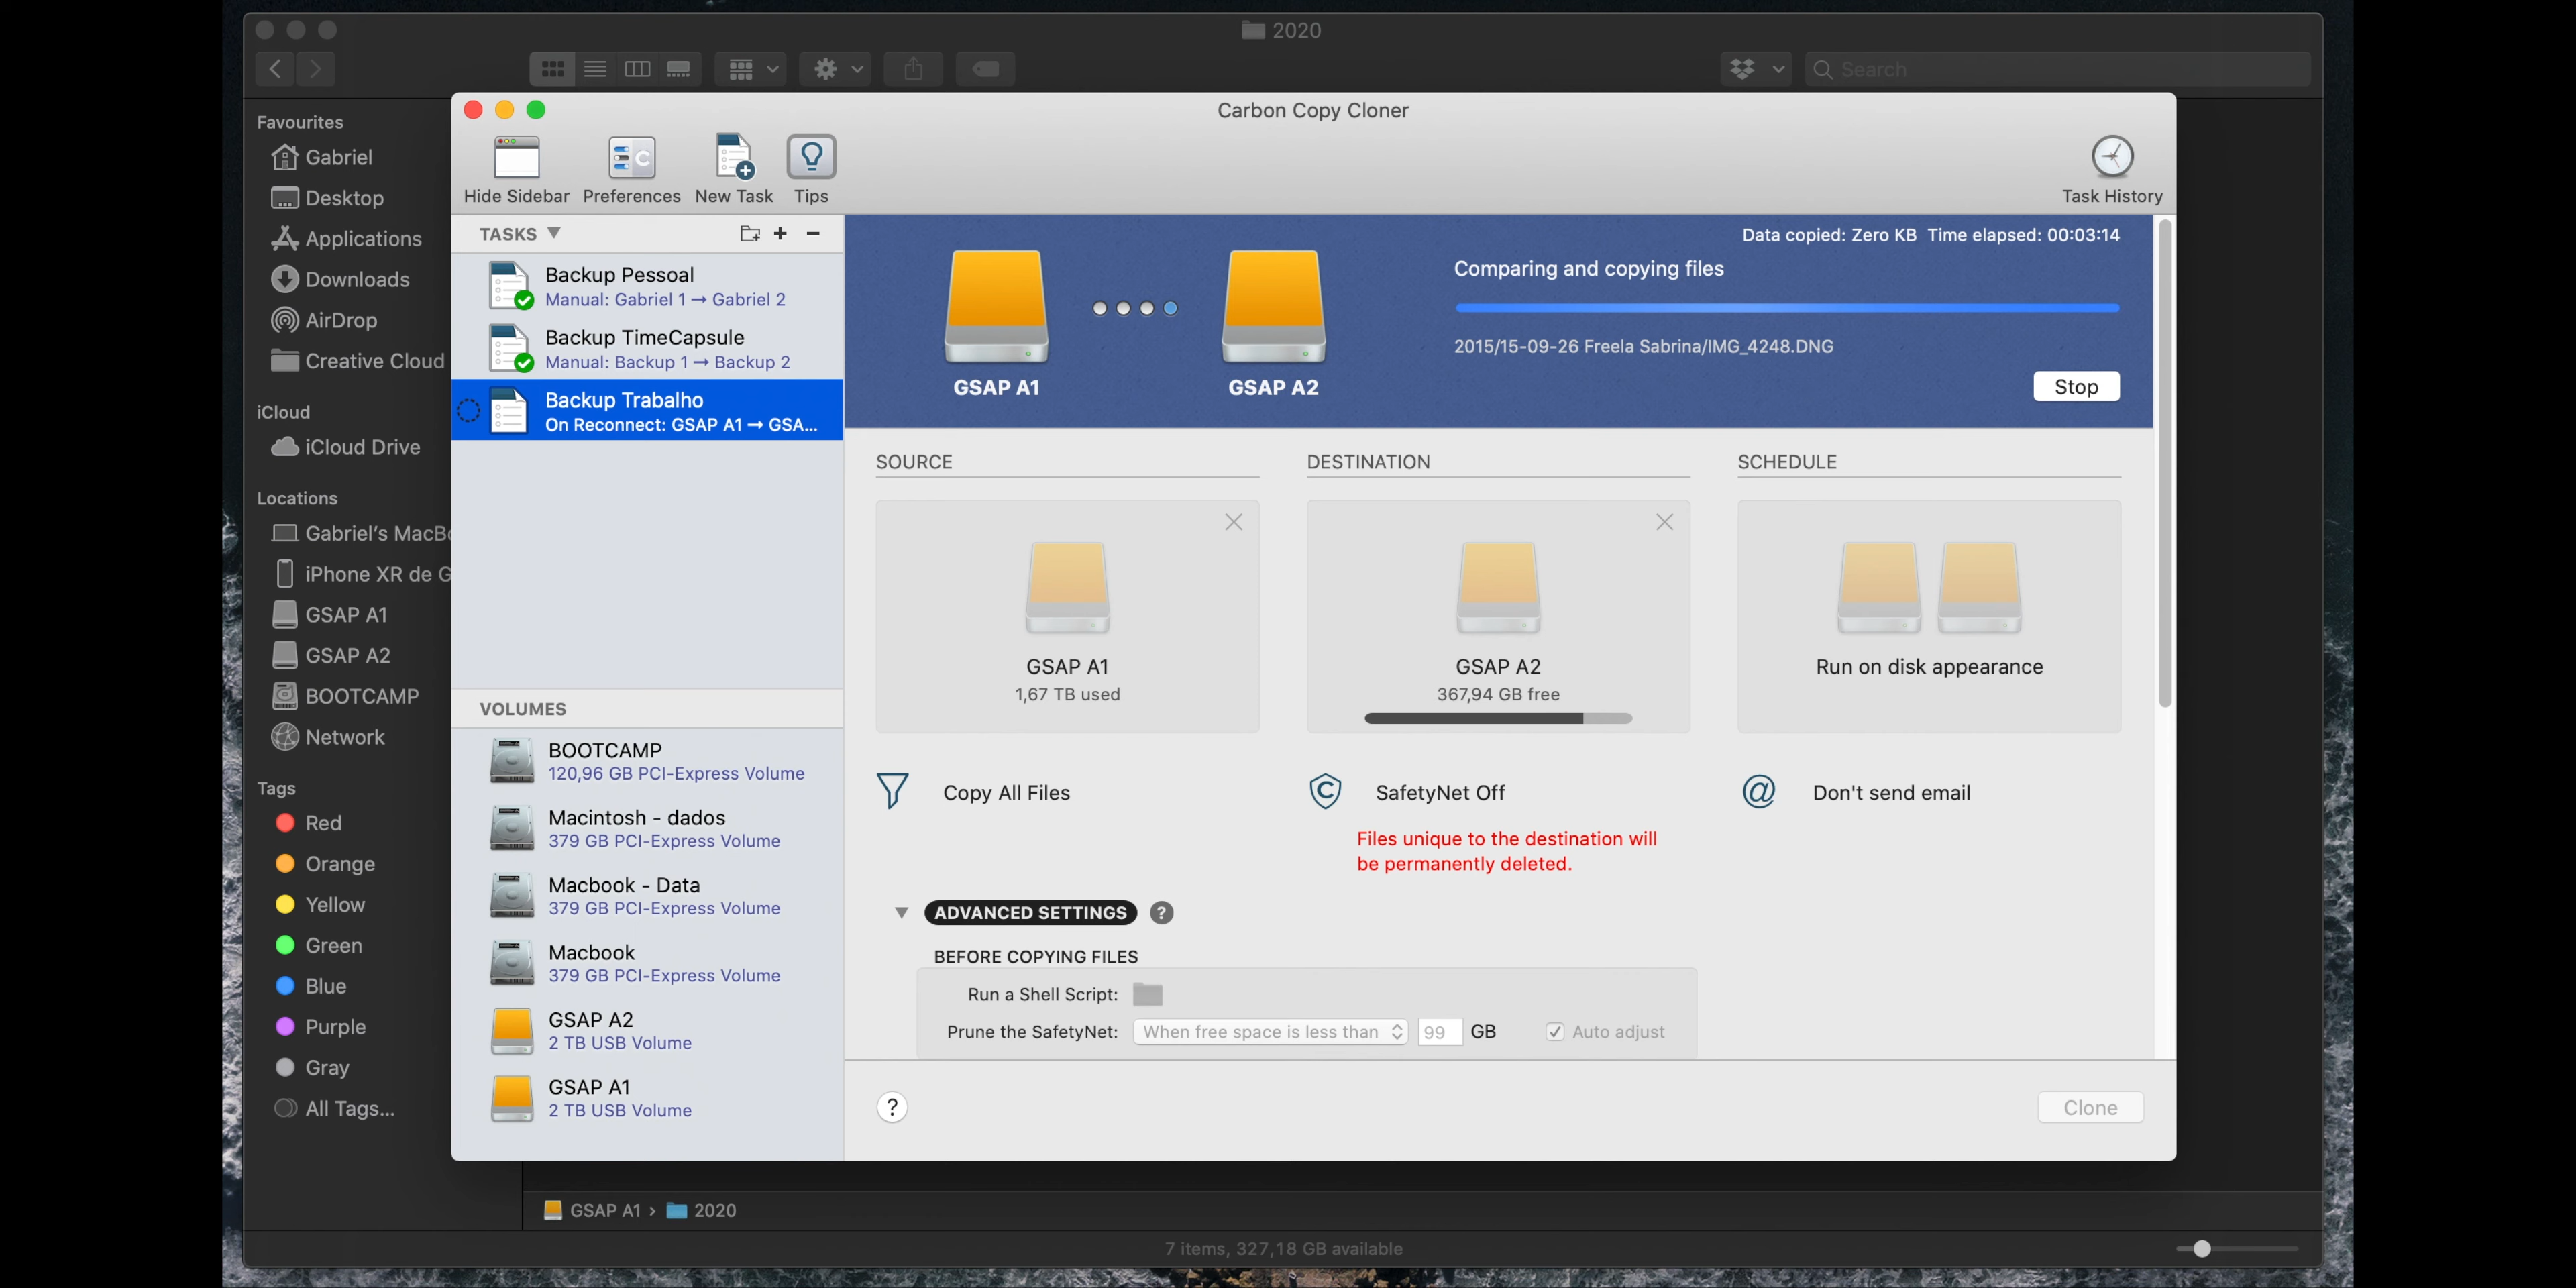 2020
Search
Favourites
Gabriel
Desktop
Applications
Downloads
AirDrop
Creative Cloud
iCloud
iCloud Drive
Locations
Gabriel's MacB
iPhone XR de G
GSAP A1
GSAP A2
BOOTCAMP
Network
Tags
Red
Orange
Yellow
Green
Blue
Purple
Gray
All Tags...
Carbon Copy Cloner
Hide Sidebar
Preferences
New Task
Tips
Task History
TASKS
Backup Pessoal
Manual: Gabriel 1 → Gabriel 2
Backup TimeCapsule
Manual: Backup 1 → Backup 2
Backup Trabalho
On Reconnect: GSAP A1 → GSA...
VOLUMES
BOOTCAMP
120,96 GB PCI-Express Volume
Macintosh - dados
379 GB PCI-Express Volume
Macbook - Data
379 GB PCI-Express Volume
Macbook
379 GB PCI-Express Volume
GSAP A2
2 TB USB Volume
GSAP A1
2 TB USB Volume
Data copied: Zero KB Time elapsed: 00:03:14
Comparing and copying files
2015/15-09-26 Freela Sabrina/IMG_4248.DNG
GSAP A1
GSAP A2
Stop
SOURCE
GSAP A1
1,67 TB used
Copy All Files
DESTINATION
GSAP A2
367,94 GB free
SafetyNet Off
Files unique to the destination will
be permanently deleted.
SCHEDULE
Run on disk appearance
Don't send email
ADVANCED SETTINGS ?
BEFORE COPYING FILES
Run a Shell Script:
Prune the SafetyNet: When free space is less than 99 GB Auto adjust
?
Clone
GSAP A1 › 2020
7 items, 327,18 GB available